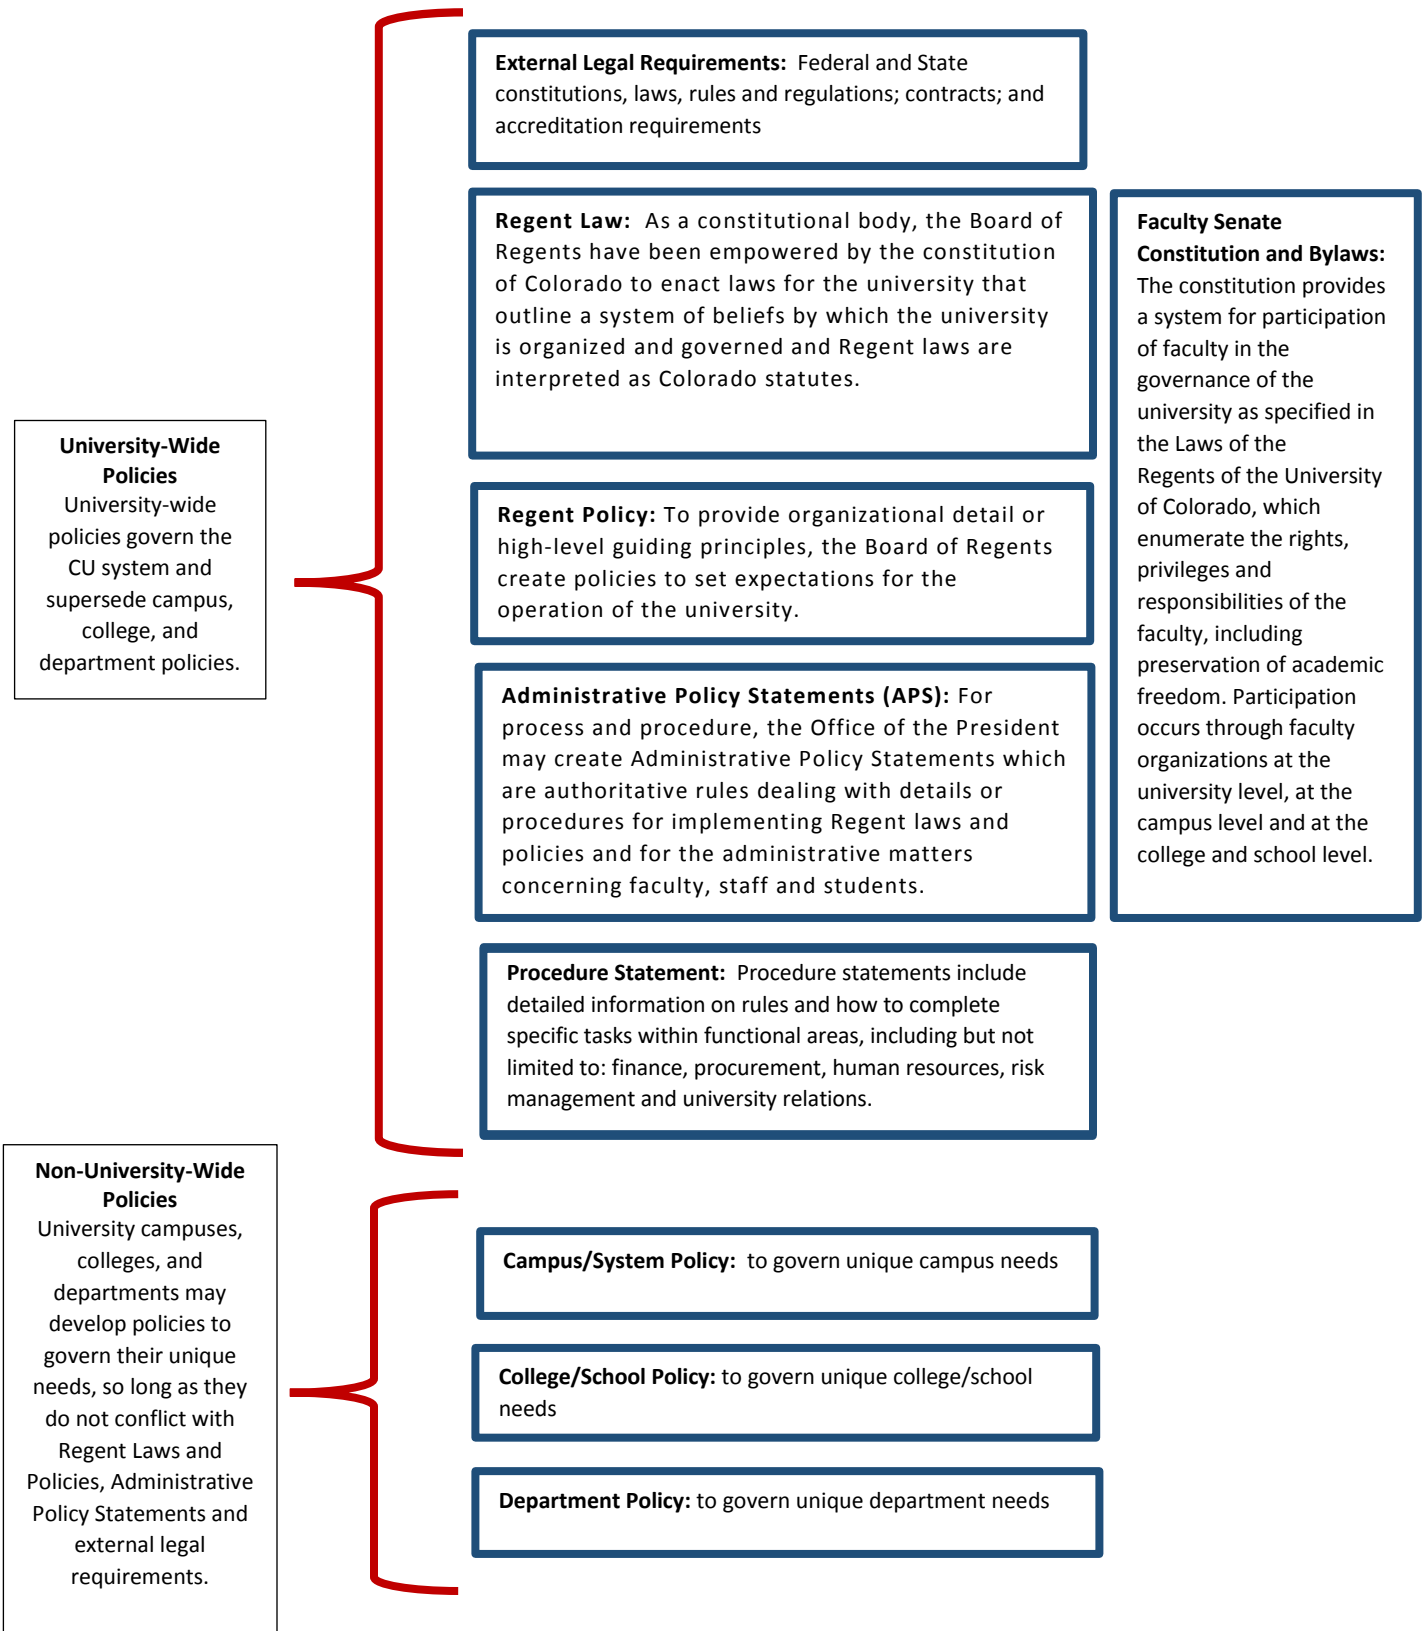 External Legal Requirements: Federal and State
constitutions, laws, rules and regulations; contracts; and
accreditation requirements
Regent Law: As a constitutional body, the Board of
Regents have been empowered by the constitution
of Colorado to enact laws for the university that
outline a system of beliefs by which the university
is organized and governed and Regent laws are
interpreted as Colorado statutes.
Faculty Senate
Constitution and Bylaws:
The constitution provides
a system for participation
of faculty in the
governance of the
university as specified in
the Laws of the
Regents of the University
of Colorado, which
enumerate the rights,
privileges and
responsibilities of the
faculty, including
preservation of academic
freedom. Participation
occurs through faculty
organizations at the
university level, at the
campus level and at the
college and school level.
University-Wide
Policies
University-wide
policies govern the
CU system and
supersede campus,
college, and
department policies.
Regent Policy: To provide organizational detail or
high-level guiding principles, the Board of Regents
create policies to set expectations for the
operation of the university.
Administrative Policy Statements (APS): For
process and procedure, the Office of the President
may create Administrative Policy Statements which
are authoritative rules dealing with details or
procedures for implementing Regent laws and
policies and for the administrative matters
concerning faculty, staff and students.
Procedure Statement: Procedure statements include
detailed information on rules and how to complete
specific tasks within functional areas, including but not
limited to: finance, procurement, human resources, risk
management and university relations.
Non-University-Wide
Policies
University campuses,
colleges, and
departments may
develop policies to
govern their unique
needs, so long as they
do not conflict with
Regent Laws and
Policies, Administrative
Policy Statements and
external legal
requirements.
Campus/System Policy: to govern unique campus needs
College/School Policy: to govern unique college/school
needs
Department Policy: to govern unique department needs